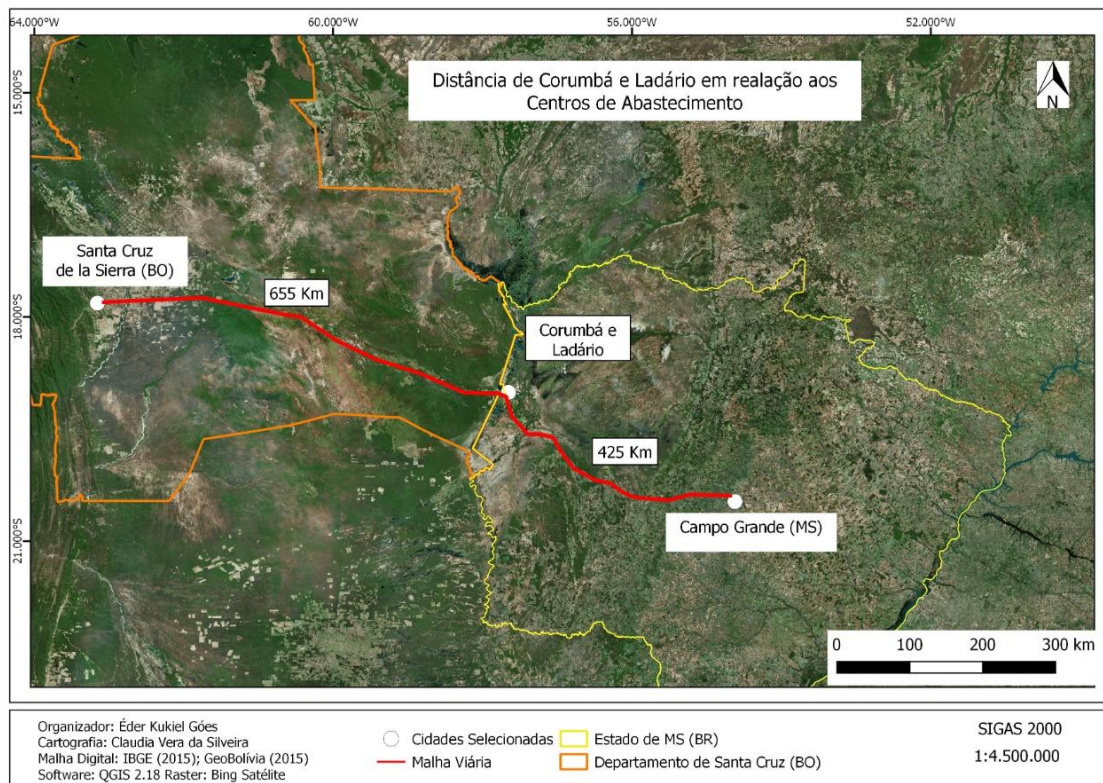 64.000°W
60.000°W
56.000°W
52.000°W
Distância de Corumbá e Ladário em realação aos
Centros de Abastecimento
N
15.000°S
18.000°S
21.000°S
Santa Cruz
de la Sierra (BO)
655 Km
Corumbá e
Ladário
425 Km
Campo Grande (MS)
0 100 200 300 km
Organizador: Éder Kukiel Góes
Cartografia: Claudia Vera da Silveira
Malha Digital: IBGE (2015); GeoBolívia (2015)
Software: QGIS 2.18 Raster: Bing Satélite
Cidades Selecionadas
Malha Viária
Estado de MS (BR)
Departamento de Santa Cruz (BO)
SIGAS 2000
1:4.500.000